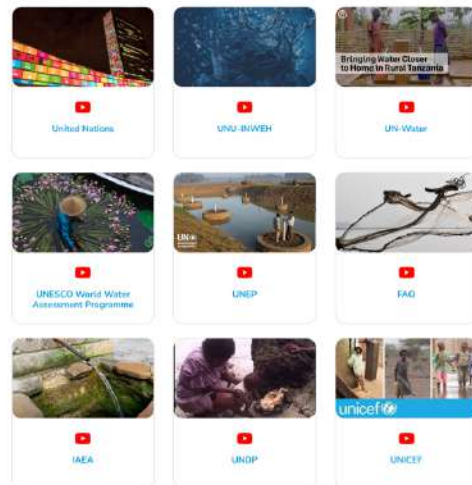 Bringing Water Closer
to Home in Rural Tanzania
United Nations
UNU-INWEH
UN-Water
UN
UNESCO World Water
Assessment Programme
UNEP
FAO
unicef
IAEA
UNDP
UNICEF